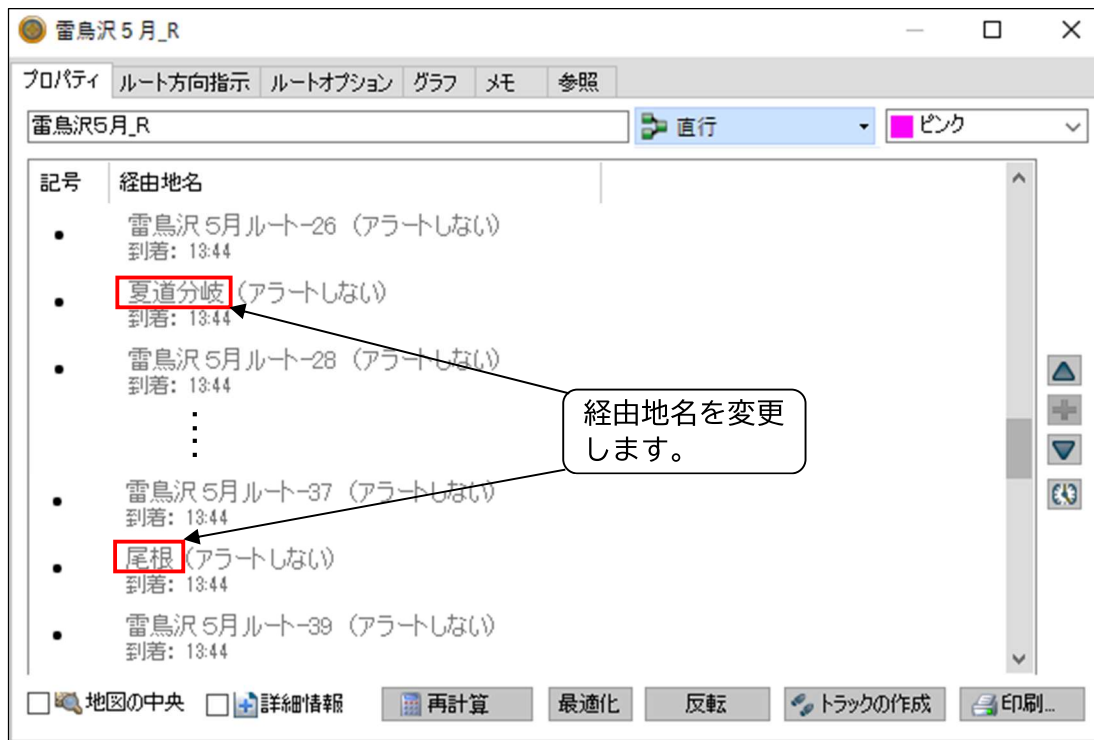 雷鳥沢５月_R
プロパティ ルート方向指示 ルートオプション グラフ メモ 参照
雷鳥沢5月_R 直行 ピンク
記号 経由地名
雷鳥沢５月ルート-26（アラートしない）
到着: 13:44
夏道分岐（アラートしない）
到着: 13:44
雷鳥沢５月ルート-28（アラートしない）
到着: 13:44
経由地名を変更
します。
雷鳥沢５月ルート-37（アラートしない）
到着: 13:44
尾根（アラートしない）
到着: 13:44
雷鳥沢５月ルート-39（アラートしない）
到着: 13:44
地図の中央 詳細情報 再計算 最適化 反転 トラックの作成 印刷...